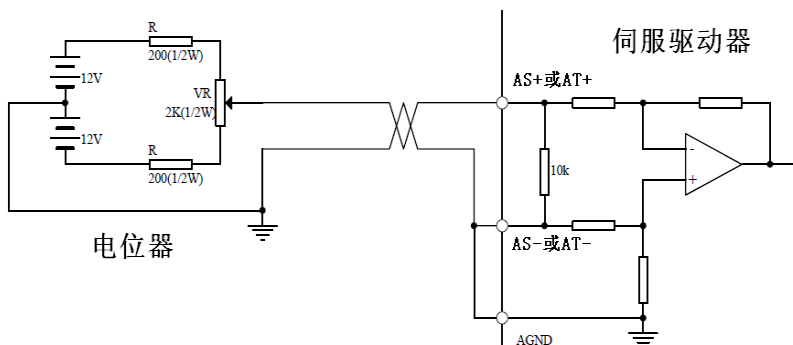 R
200(1/2W)
12V
VR
2K(1/2W)
12V
R
200(1/2W)
电位器
伺服驱动器
AS+或AT+
-
10k
+
AS-或AT-
AGND